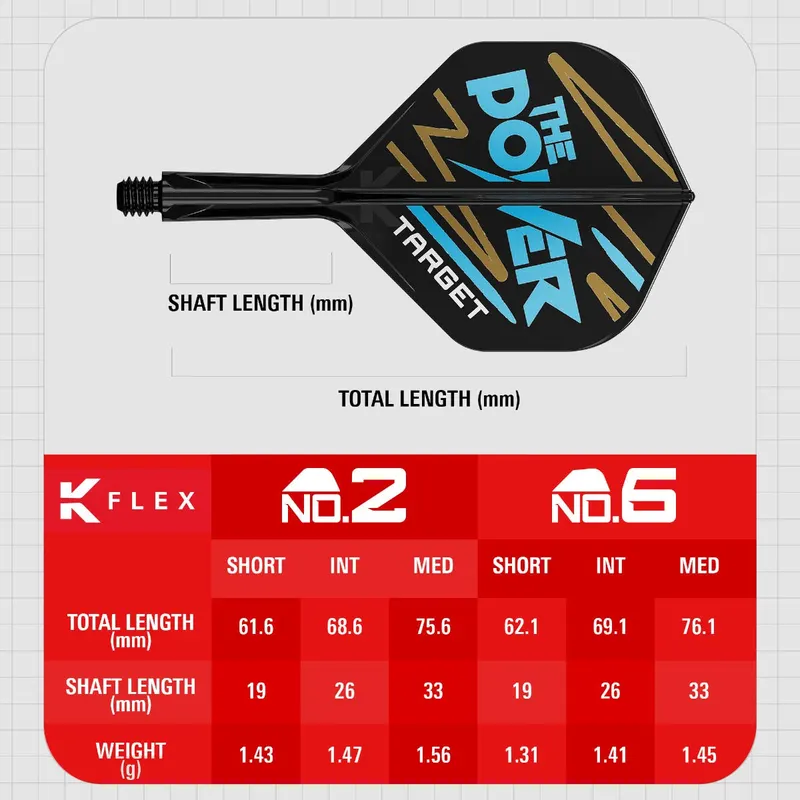 THE
POWER
TARGET
SHAFT LENGTH (mm)
TOTAL LENGTH (mm)
K FLEX NO.2 NO.6
SHORT INT MED SHORT INT MED
TOTAL LENGTH
(mm)
61.6 68.6 75.6 62.1 69.1 76.1
SHAFT LENGTH
(mm)
19 26 33 19 26 33
WEIGHT
(g)
1.43 1.47 1.56 1.31 1.41 1.45